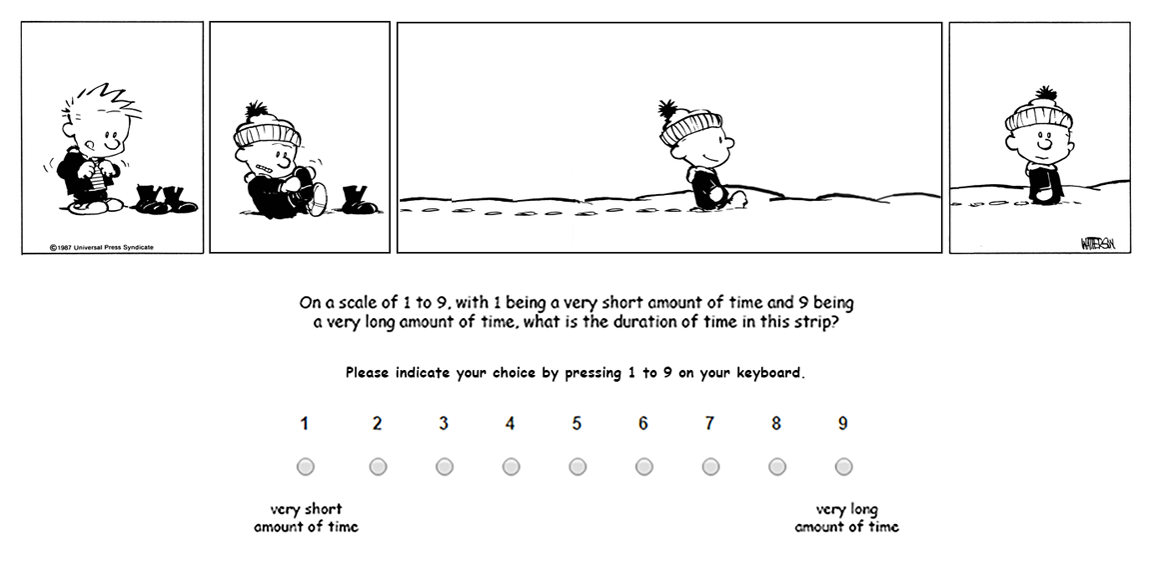 ©1987 Universal Press Syndicate
WATTERSON
On a scale of 1 to 9, with 1 being a very short amount of time and 9 being
a very long amount of time, what is the duration of time in this strip?
Please indicate your choice by pressing 1 to 9 on your keyboard.
1 2 3 4 5 6 7 8 9
very short very long
amount of time amount of time